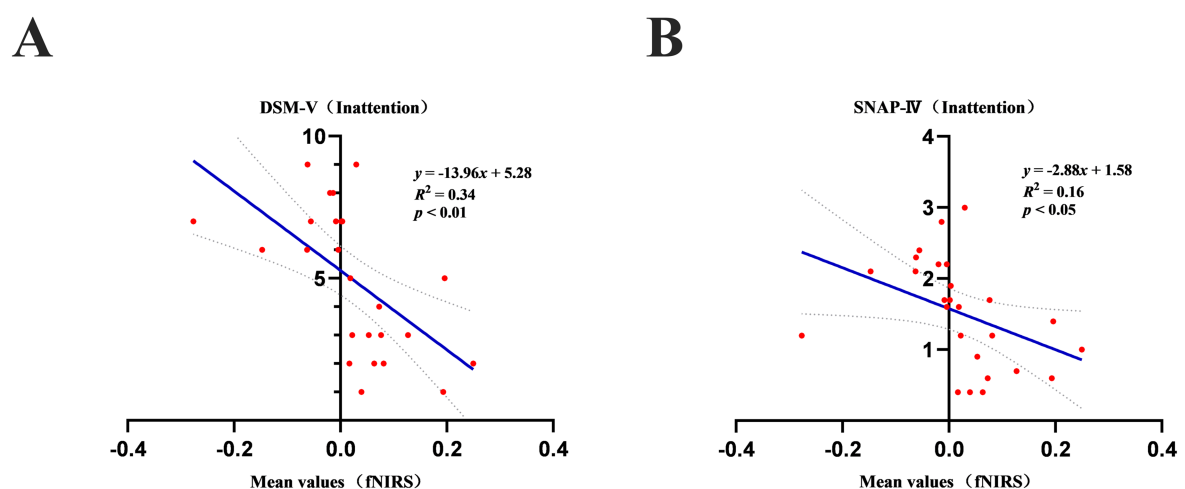 A
DSM-V（Inattention）
10
5
y = -13.96x + 5.28
R² = 0.34
p < 0.01
-0.4 -0.2 0.0 0.2 0.4
Mean values（fNIRS）
B
SNAP-Ⅳ（Inattention）
4
3
2
1
y = -2.88x + 1.58
R² = 0.16
p < 0.05
-0.4 -0.2 0.0 0.2 0.4
Mean values（fNIRS）